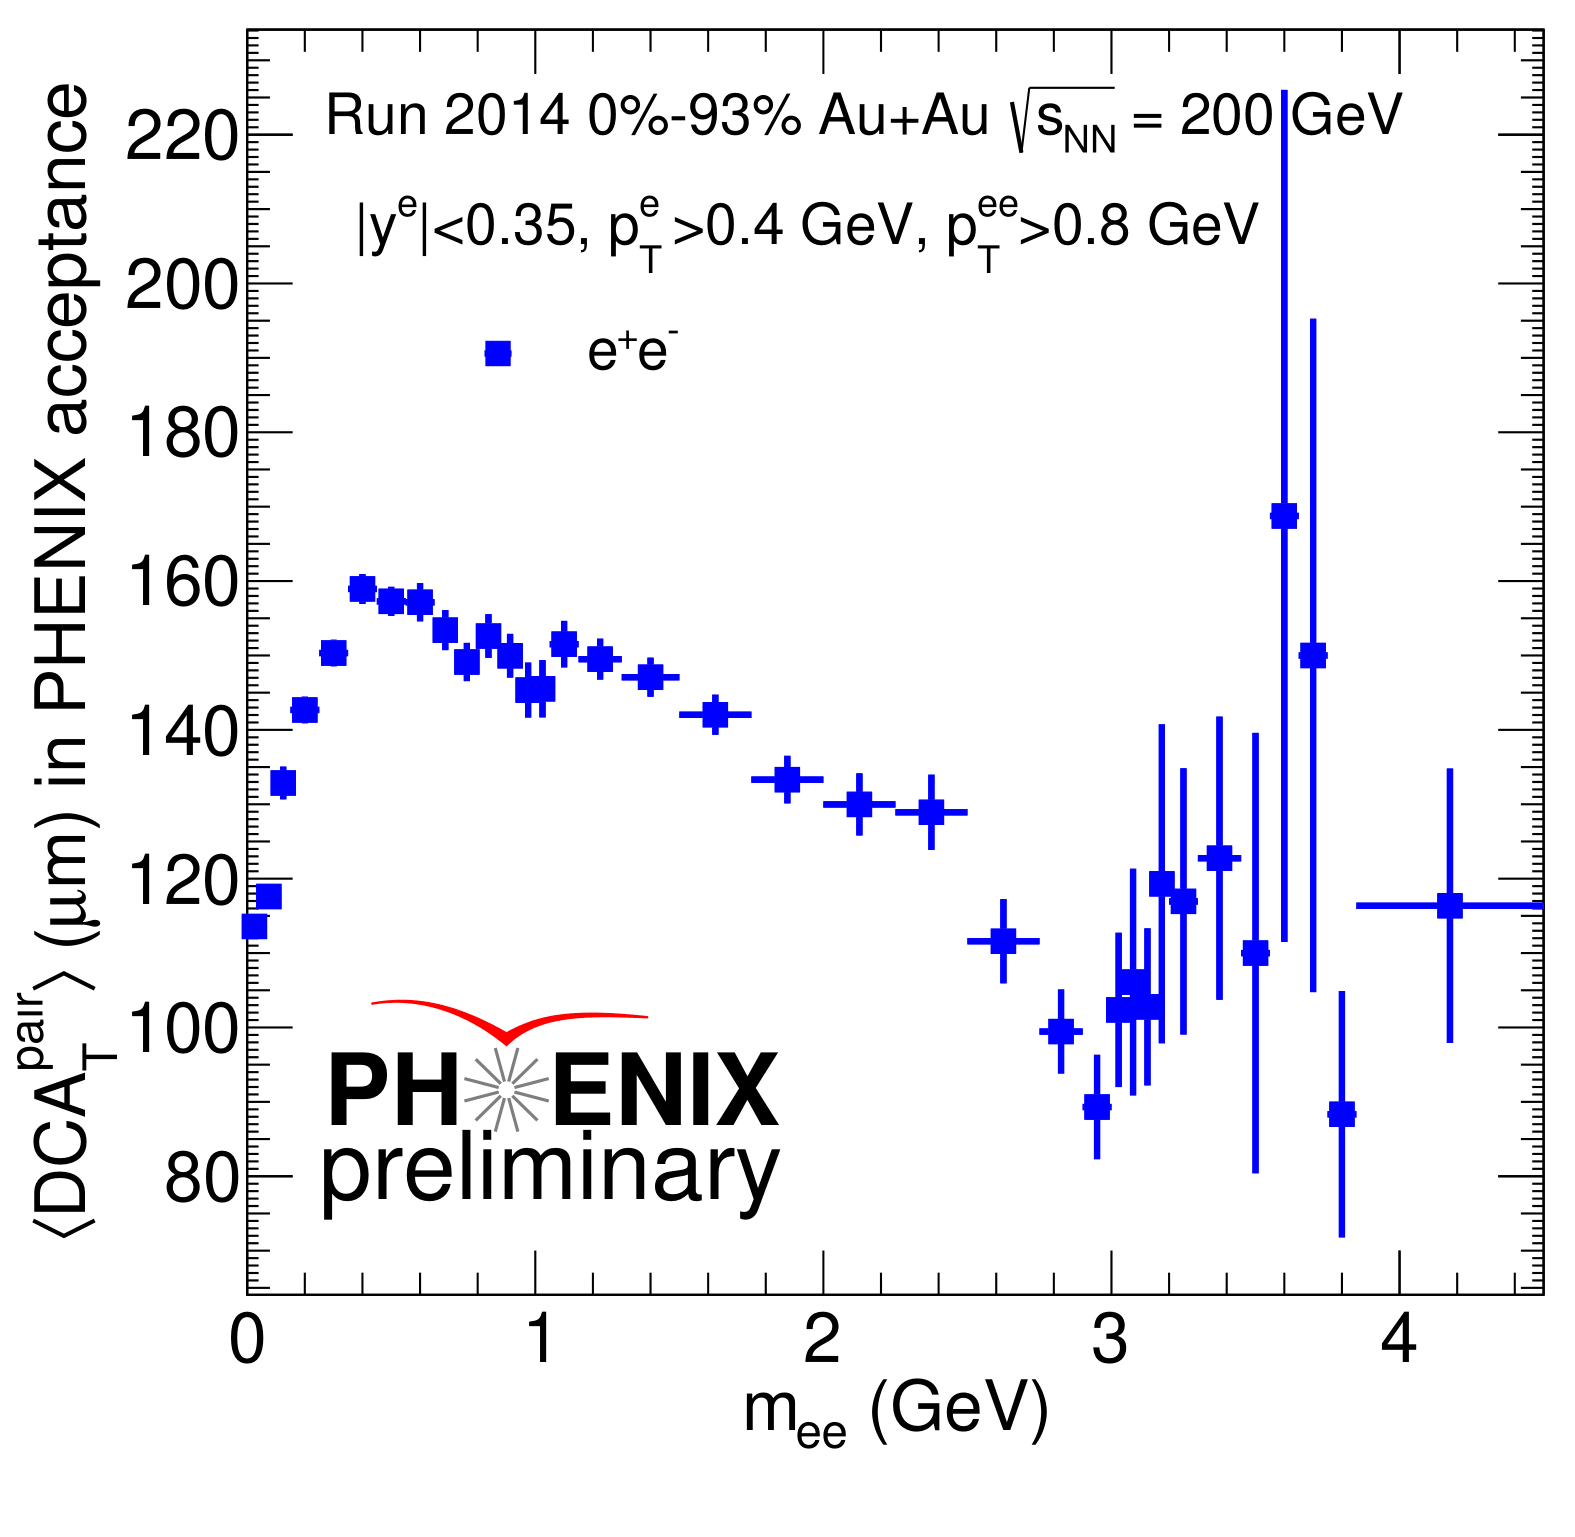 Run 2014 0%-93% Au+Au √s_NN = 200 GeV
|y^e|<0.35, p_T^e >0.4 GeV, p_T^ee>0.8 GeV
e⁺e⁻
⟨DCA_T^pair⟩ (μm) in PHENIX acceptance
220
200
180
160
140
120
100
80
PHENIX
preliminary
0 1 2 3 4
m_ee (GeV)